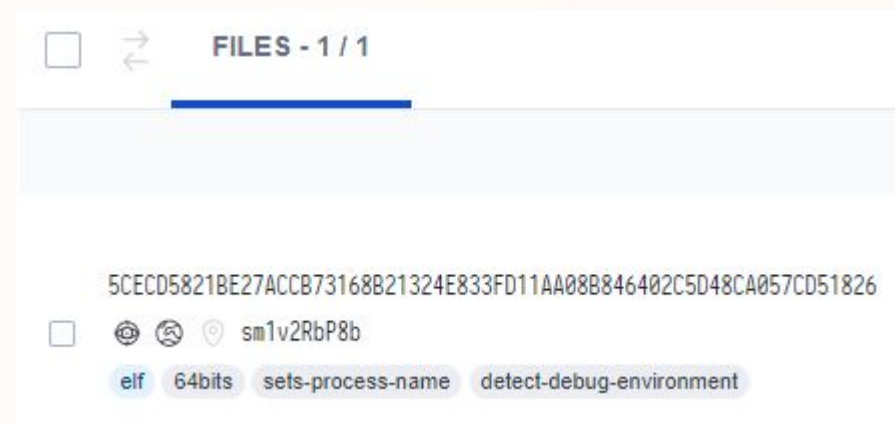 FILES - 1 / 1
5CECD5821BE27ACCB73168B21324E833FD11AA08B846402C5D48CA057CD51826
sm1v2RbP8b
elf 64bits sets-process-name detect-debug-environment